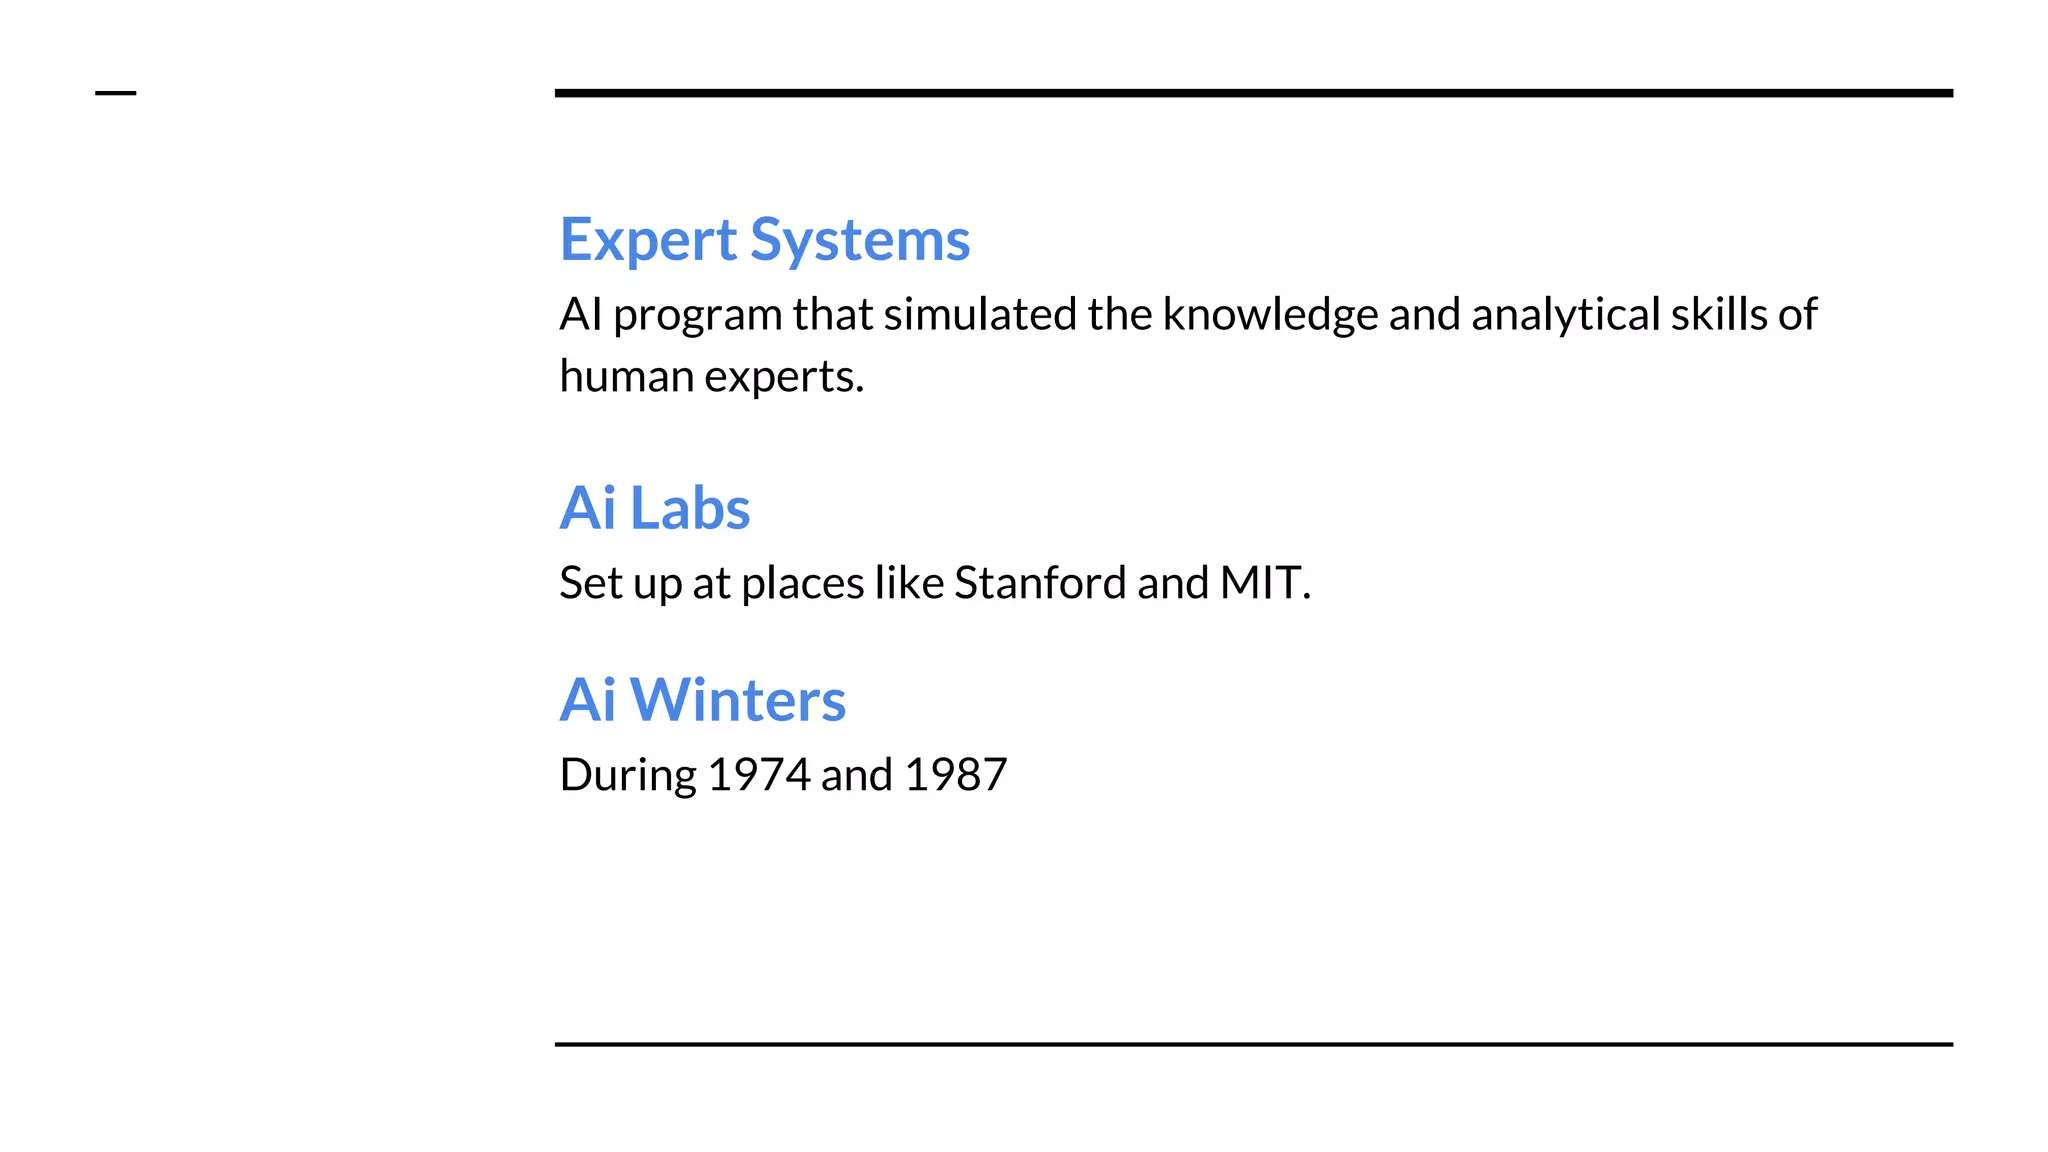 Expert Systems
AI program that simulated the knowledge and analytical skills of
human experts.
Ai Labs
Set up at places like Stanford and MIT.
Ai Winters
During 1974 and 1987